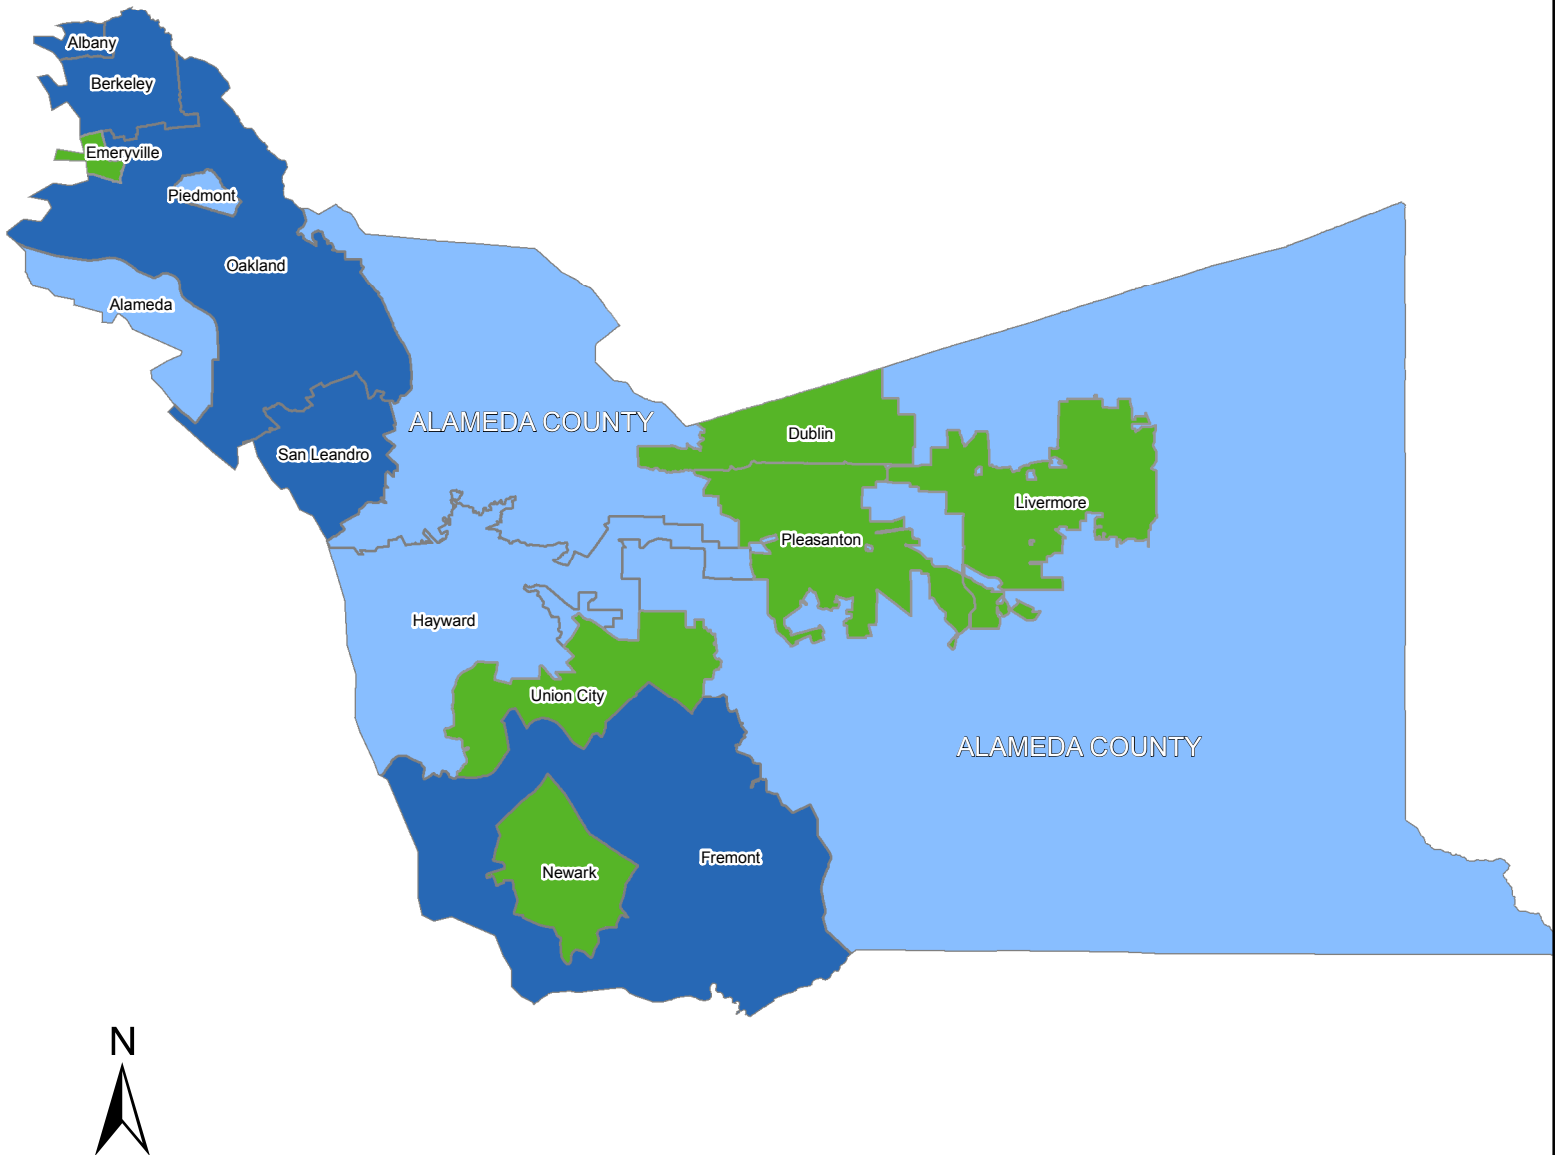 Albany
Berkeley
Emeryville
Piedmont
Oakland
Alameda
ALAMEDA COUNTY
Dublin
San Leandro
Livermore
Pleasanton
Hayward
Union City
ALAMEDA COUNTY
Fremont
Newark
N